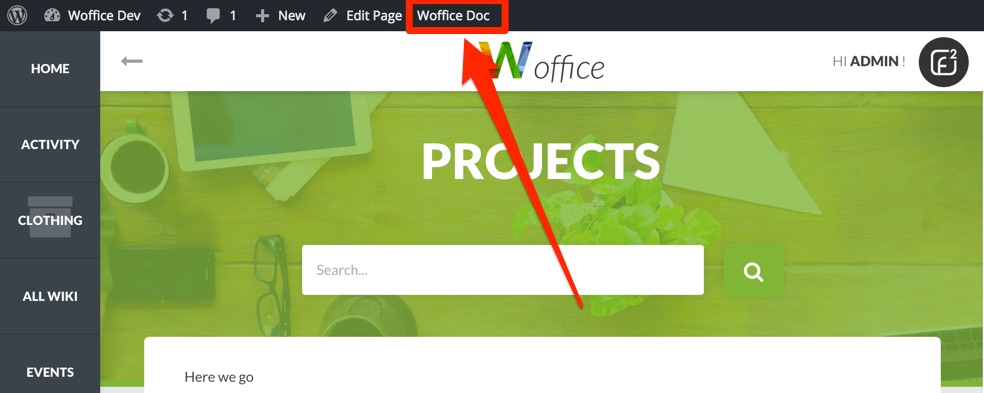 Woffice Dev 1 1 New Edit Page Woffice Doc
HOME
Woffice
HI ADMIN !
ACTIVITY
PROJECTS
CLOTHING
Search...
ALL WIKI
EVENTS
Here we go